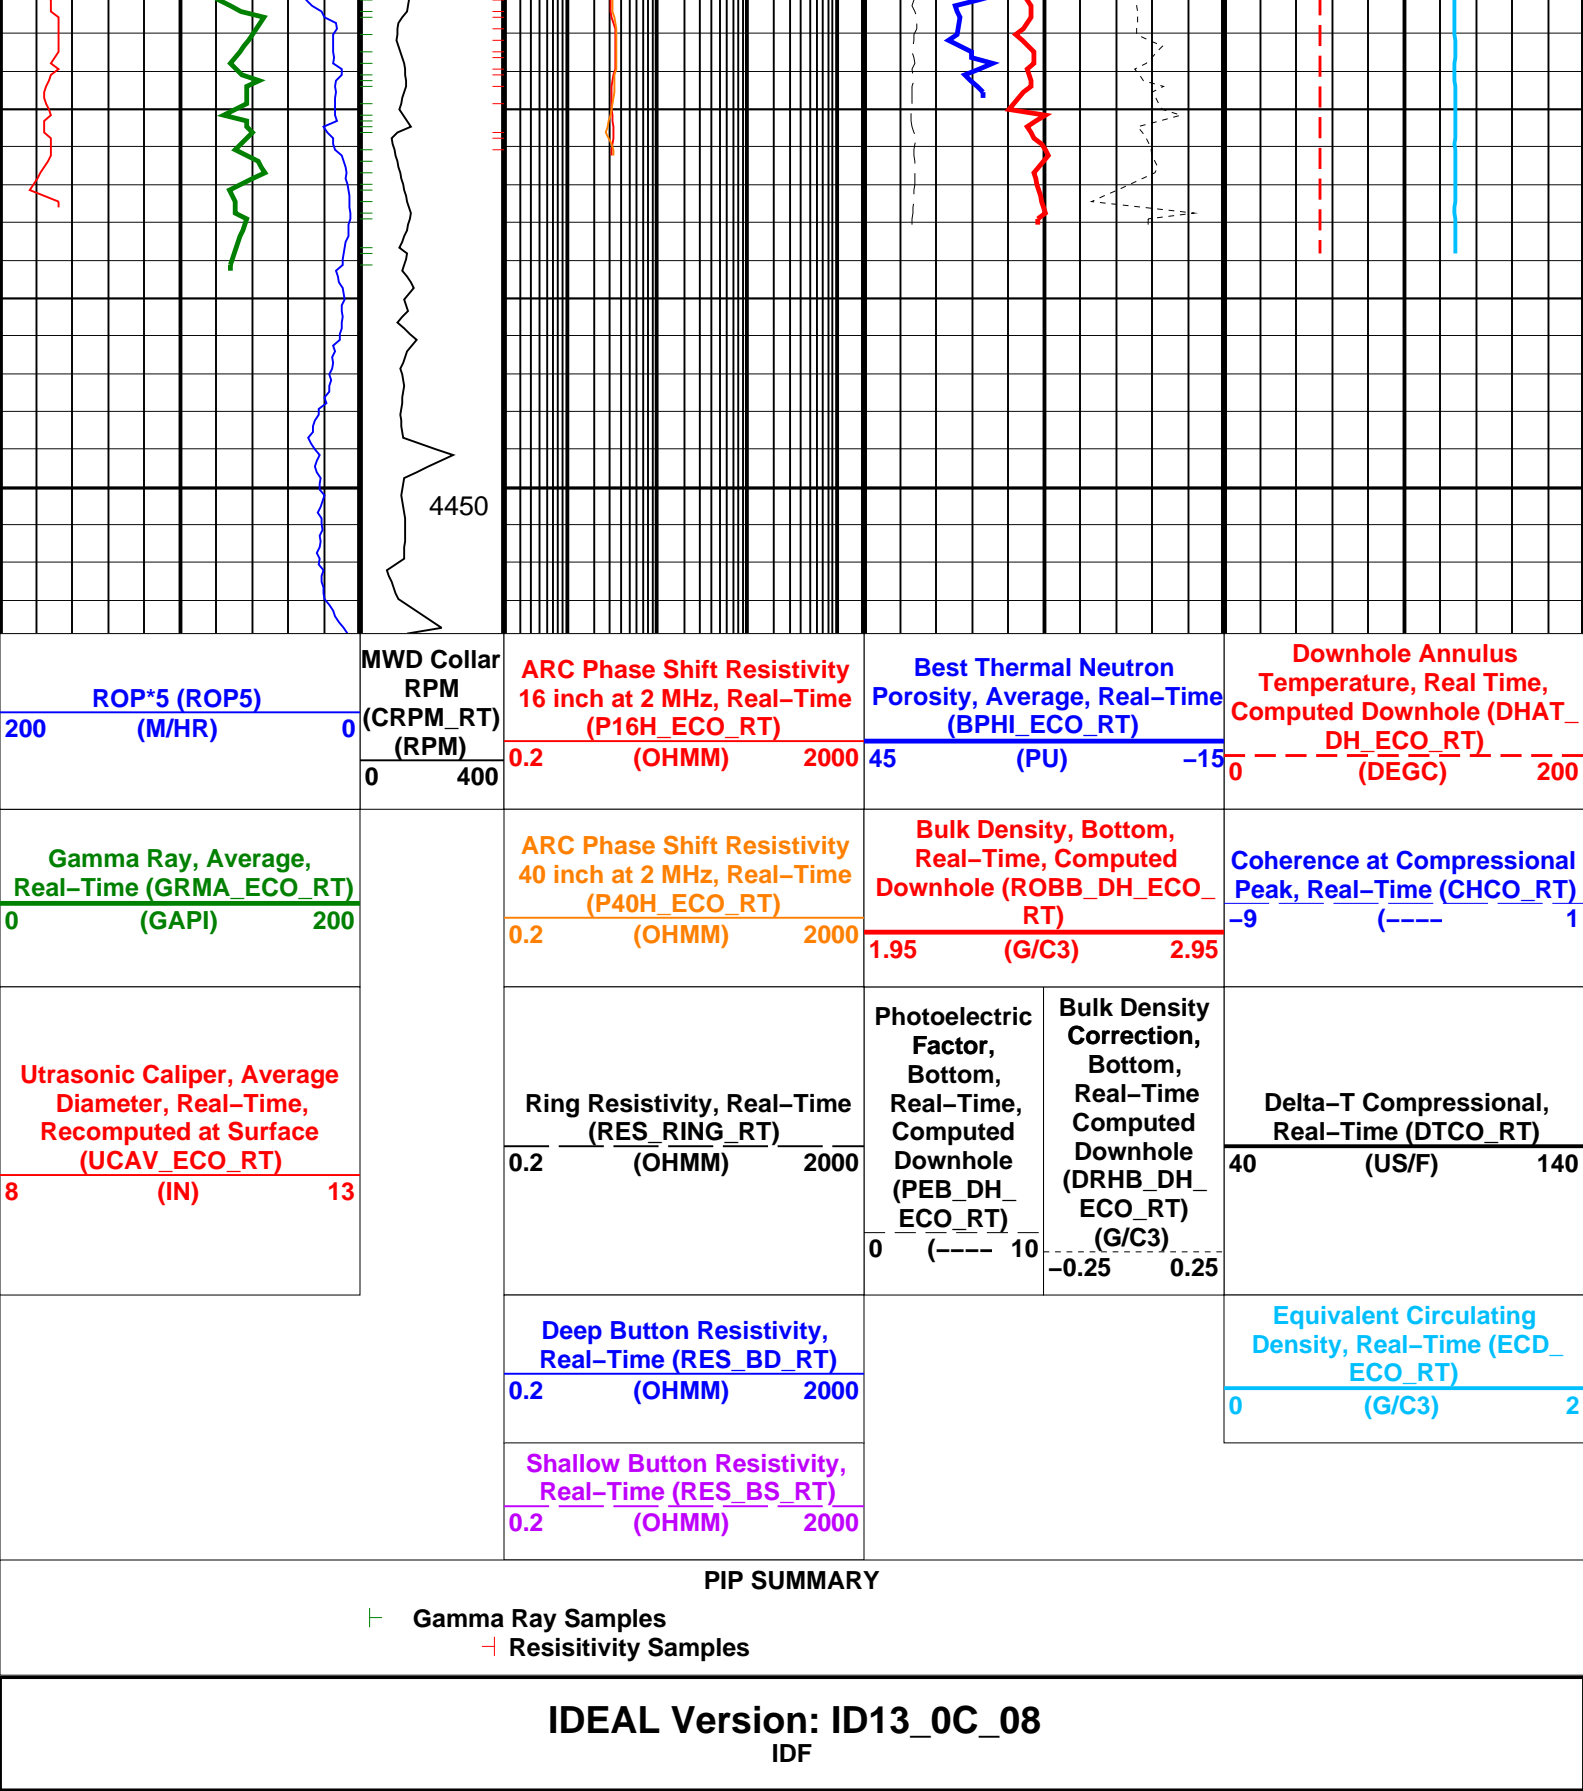 4450
ROP*5 (ROP5)
200 (M/HR) 0
MWD Collar
RPM
(CRPM_RT)
(RPM)
0 400
ARC Phase Shift Resistivity
16 inch at 2 MHz, Real–Time
(P16H_ECO_RT)
0.2 (OHMM) 2000
Best Thermal Neutron
Porosity, Average, Real–Time
(BPHI_ECO_RT)
45 (PU) –15
Downhole Annulus
Temperature, Real Time,
Computed Downhole (DHAT_
DH_ECO_RT)
0 (DEGC) 200
Gamma Ray, Average,
Real–Time (GRMA_ECO_RT)
0 (GAPI) 200
ARC Phase Shift Resistivity
40 inch at 2 MHz, Real–Time
(P40H_ECO_RT)
0.2 (OHMM) 2000
Bulk Density, Bottom,
Real–Time, Computed
Downhole (ROBB_DH_ECO_
RT)
1.95 (G/C3) 2.95
Coherence at Compressional
Peak, Real–Time (CHCO_RT)
–9 (–––– 1
Utrasonic Caliper, Average
Diameter, Real–Time,
Recomputed at Surface
(UCAV_ECO_RT)
8 (IN) 13
Ring Resistivity, Real–Time
(RES_RING_RT)
0.2 (OHMM) 2000
Photoelectric
Factor,
Bottom,
Real–Time,
Computed
Downhole
(PEB_DH_
ECO_RT)
0 (–––– 10
Bulk Density
Correction,
Bottom,
Real–Time
Computed
Downhole
(DRHB_DH_
ECO_RT)
(G/C3)
–0.25 0.25
Delta–T Compressional,
Real–Time (DTCO_RT)
40 (US/F) 140
Deep Button Resistivity,
Real–Time (RES_BD_RT)
0.2 (OHMM) 2000
Equivalent Circulating
Density, Real–Time (ECD_
ECO_RT)
0 (G/C3) 2
Shallow Button Resistivity,
Real–Time (RES_BS_RT)
0.2 (OHMM) 2000
PIP SUMMARY
Gamma Ray Samples
Resisitivity Samples
IDEAL Version: ID13_0C_08
IDF